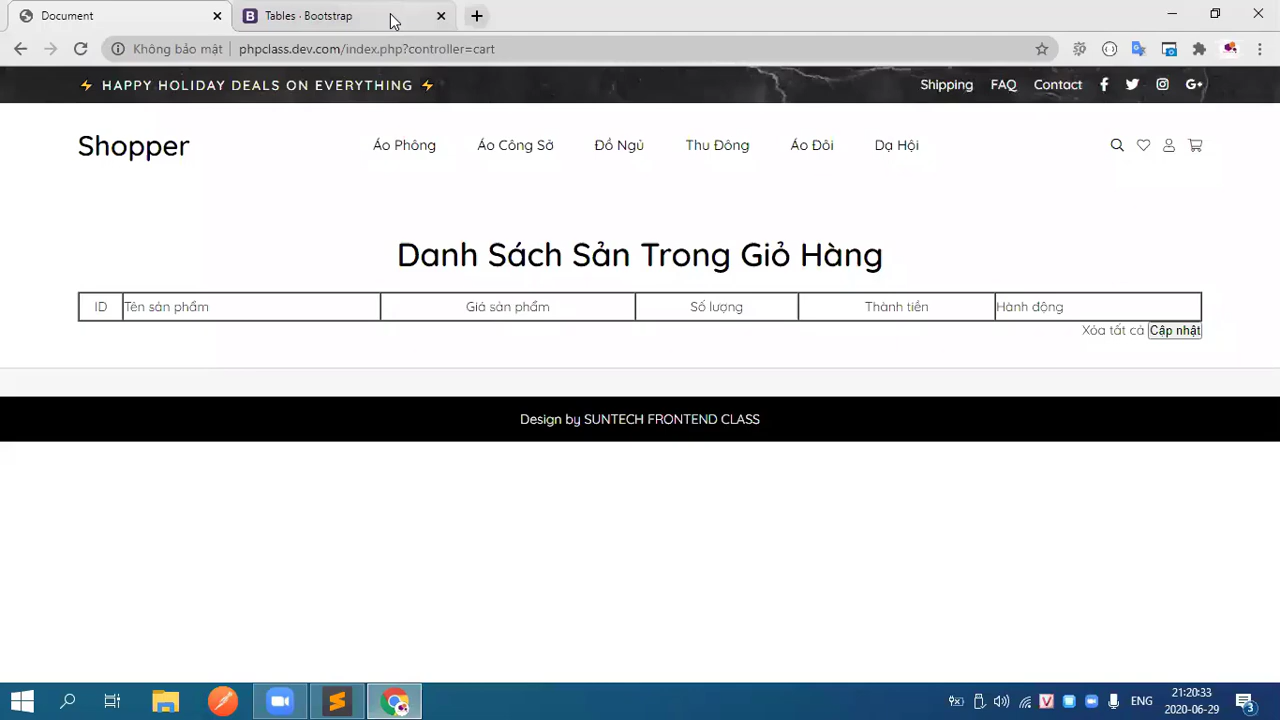 Document
Tables · Bootstrap
Không bảo mật
phpclass.dev.com/index.php?controller=cart
⚡ HAPPY HOLIDAY DEALS ON EVERYTHING ⚡
Shipping FAQ Contact
Shopper
Áo Phông Áo Công Sở Đồ Ngủ Thu Đông Áo Đôi Dạ Hội
Danh Sách Sản Trong Giỏ Hàng
ID Tên sản phẩm Giá sản phẩm Số lượng Thành tiền Hành động
Xóa tất cả Cập nhật
Design by SUNTECH FRONTEND CLASS
ENG
21:20:33
2020-06-29
3